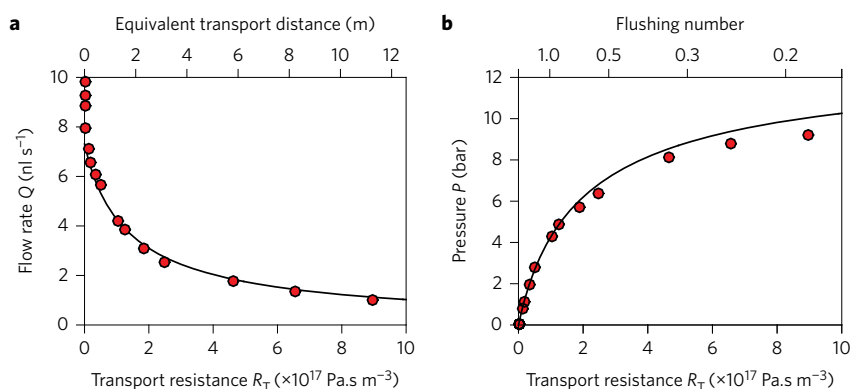 a
Equivalent transport distance (m)
0 2 4 6 8 10 12
10
8
6
4
2
0
Flow rate Q (nl s⁻¹)
0 2 4 6 8 10
Transport resistance R_T (×10¹⁷ Pa.s m⁻³)
b
Flushing number
1.0 0.5 0.3 0.2
12
10
8
6
4
2
0
Pressure P (bar)
0 2 4 6 8 10
Transport resistance R_T (×10¹⁷ Pa.s m⁻³)